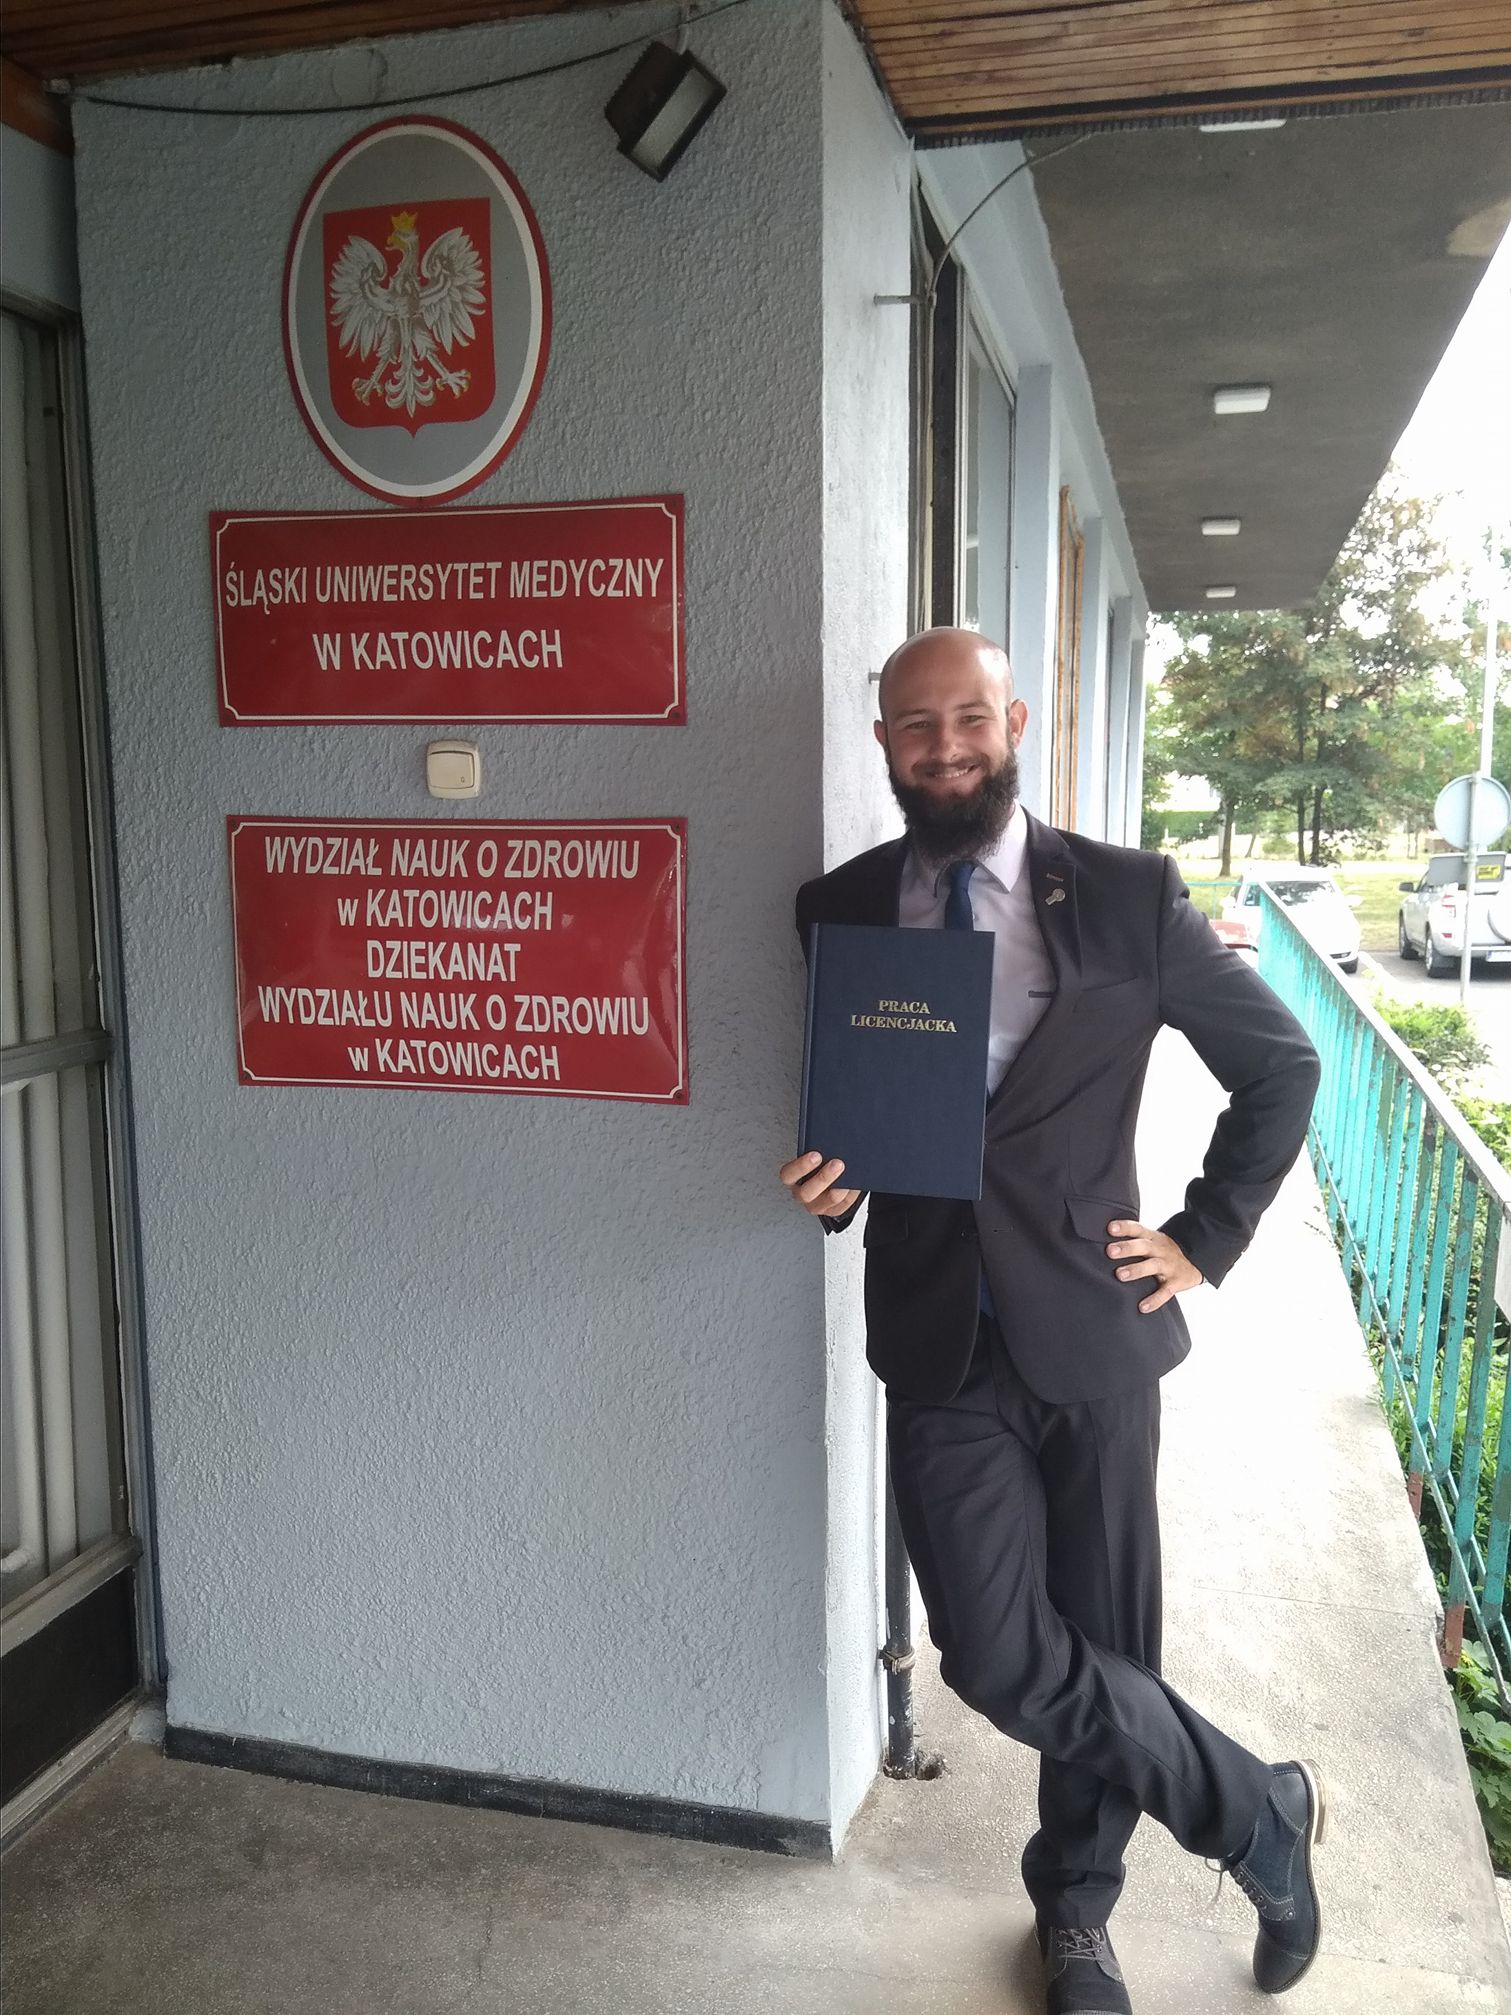 ŚLĄSKI UNIWERSYTET MEDYCZNY
W KATOWICACH
WYDZIAŁ NAUK O ZDROWIU
w KATOWICACH
DZIEKANAT
WYDZIAŁU NAUK O ZDROWIU
w KATOWICACH
PRACA
LICENCJACKA